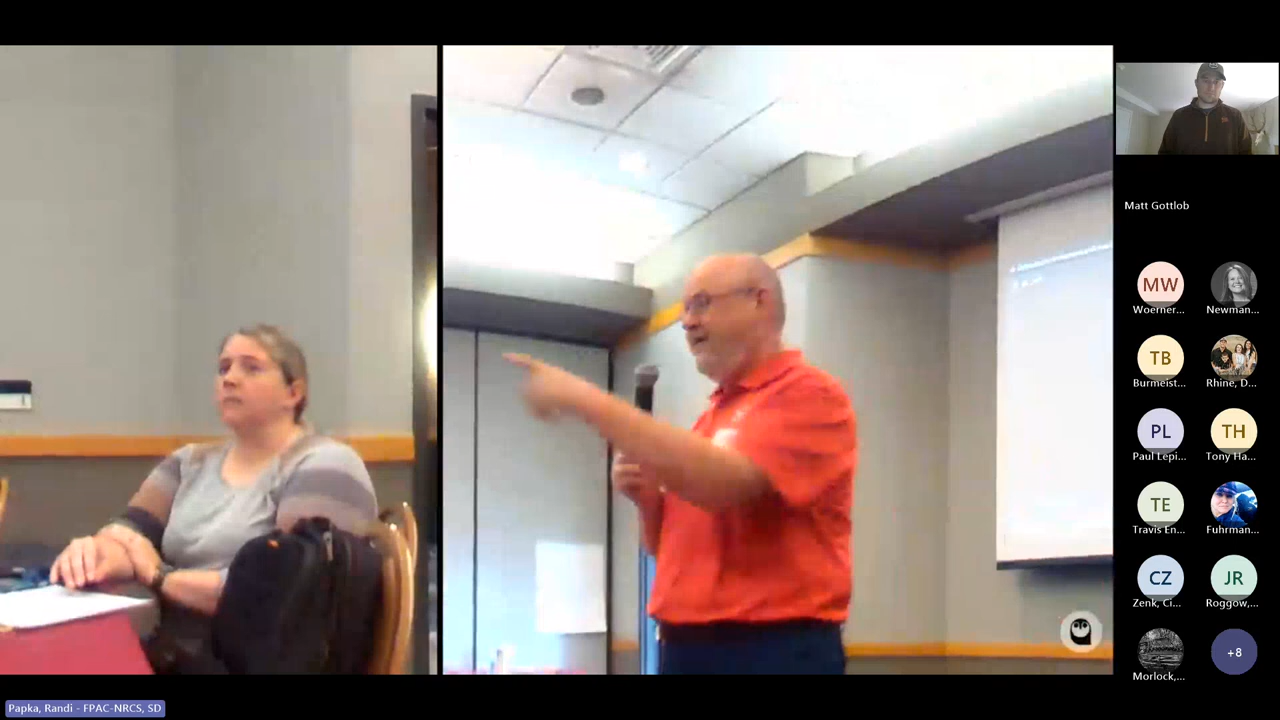 Matt Gottlob
MW
Woerner...
Newman...
TB
Burmeist...
Rhine, D...
PL
TH
Paul Lepi...
Tony Ha...
TE
Travis En...
Fuhrman...
CZ
JR
Zenk, Ci...
Roggow,...
+8
Morlock,...
Papka, Randi - FPAC-NRCS, SD